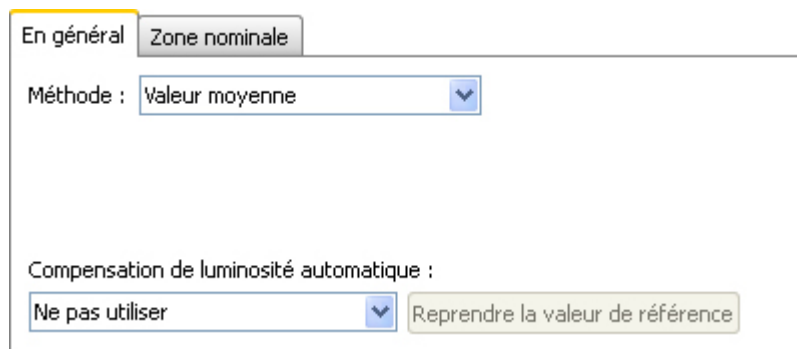 En général Zone nominale
Méthode : Valeur moyenne
Compensation de luminosité automatique :
Ne pas utiliser Reprendre la valeur de référence